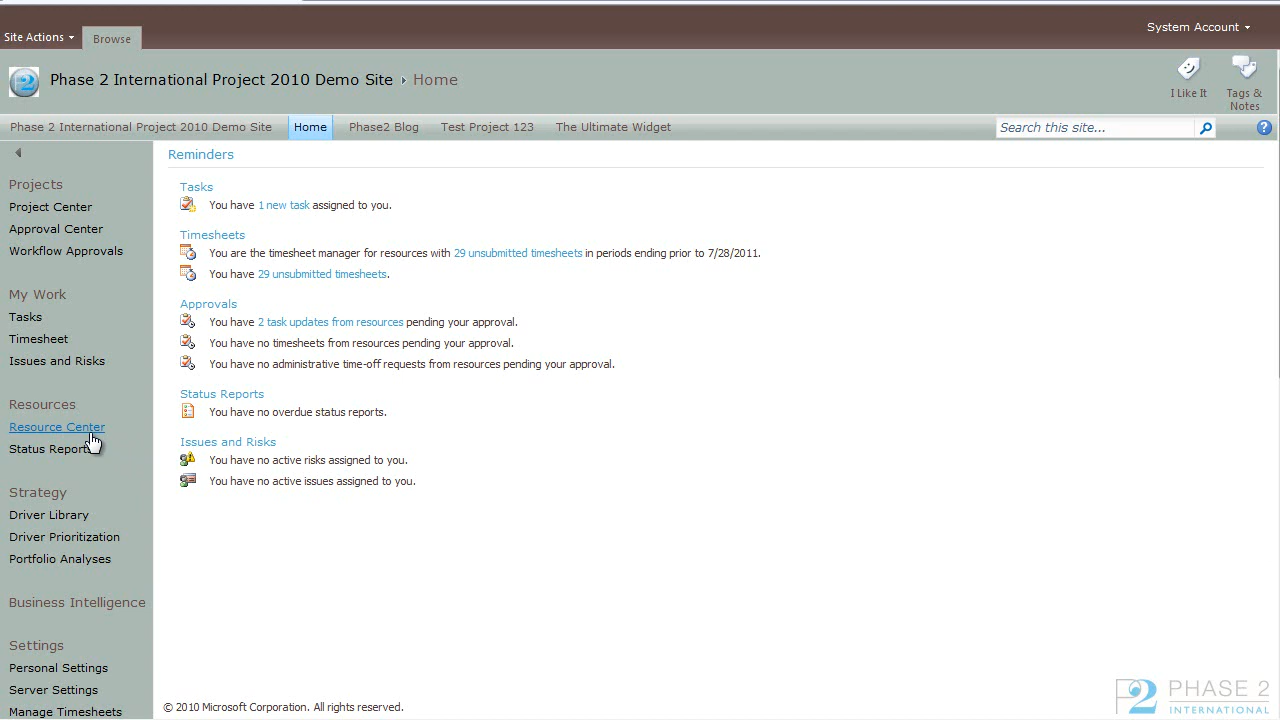 Site Actions
Browse
System Account
Phase 2 International Project 2010 Demo Site
Home
I Like It
Tags & Notes
Phase 2 International Project 2010 Demo Site
Home
Phase2 Blog
Test Project 123
The Ultimate Widget
Search this site...
Projects
Project Center
Approval Center
Workflow Approvals
My Work
Tasks
Timesheet
Issues and Risks
Resources
Resource Center
Status Reports
Strategy
Driver Library
Driver Prioritization
Portfolio Analyses
Business Intelligence
Settings
Personal Settings
Server Settings
Manage Timesheets
Reminders
Tasks
You have 1 new task assigned to you.
Timesheets
You are the timesheet manager for resources with 29 unsubmitted timesheets in periods ending prior to 7/28/2011.
You have 29 unsubmitted timesheets.
Approvals
You have 2 task updates from resources pending your approval.
You have no timesheets from resources pending your approval.
You have no administrative time-off requests from resources pending your approval.
Status Reports
You have no overdue status reports.
Issues and Risks
You have no active risks assigned to you.
You have no active issues assigned to you.
© 2010 Microsoft Corporation. All rights reserved.
PHASE 2
INTERNATIONAL